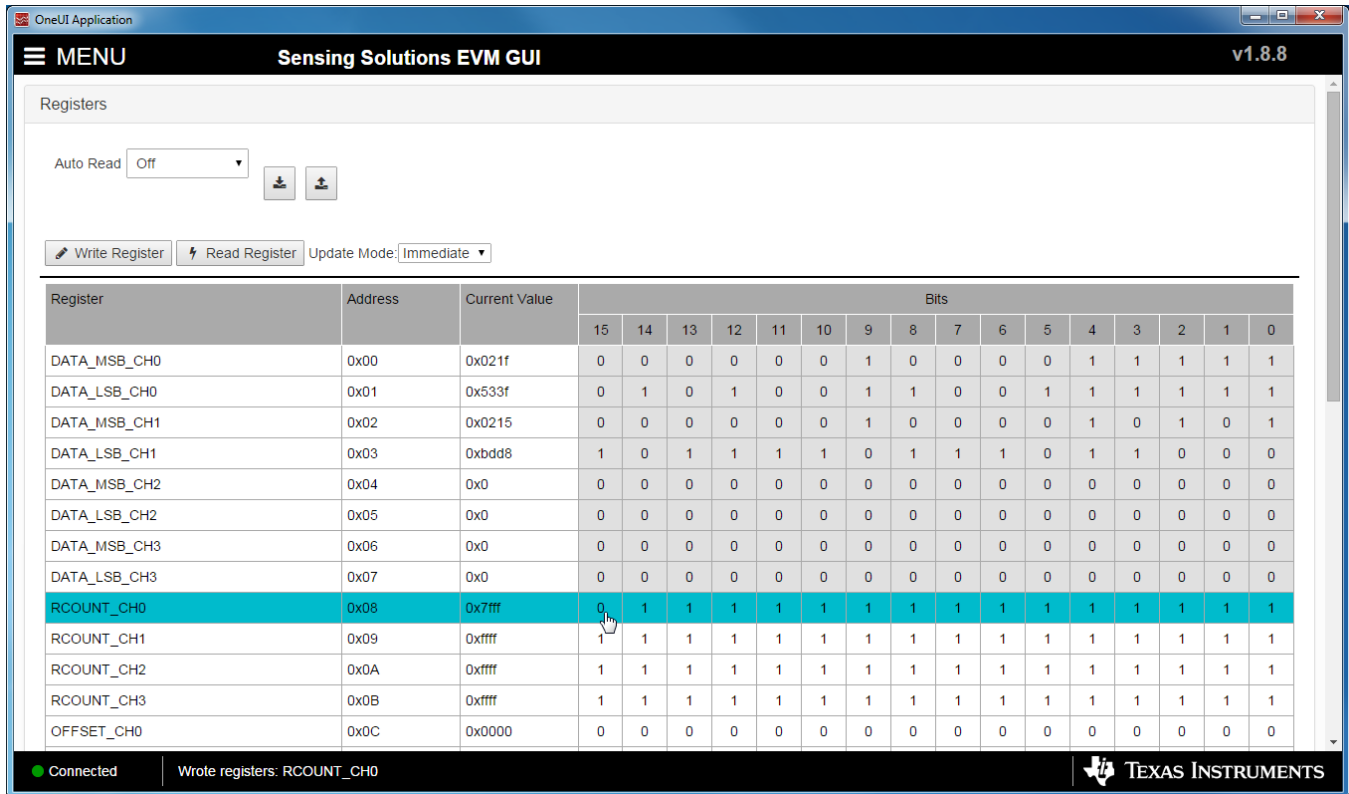 OneUI Application
MENU Sensing Solutions EVM GUI v1.8.8
Registers
Auto Read Off
Write Register Read Register Update Mode: Immediate
Register Address Current Value Bits
15 14 13 12 11 10 9 8 7 6 5 4 3 2 1 0
DATA_MSB_CH0 0x00 0x021f 0 0 0 0 0 0 1 0 0 0 0 1 1 1 1 1
DATA_LSB_CH0 0x01 0x533f 0 1 0 1 0 0 1 1 0 0 1 1 1 1 1 1
DATA_MSB_CH1 0x02 0x0215 0 0 0 0 0 0 1 0 0 0 0 1 0 1 0 1
DATA_LSB_CH1 0x03 0xbdd8 1 0 1 1 1 1 0 1 1 1 0 1 1 0 0 0
DATA_MSB_CH2 0x04 0x0 0 0 0 0 0 0 0 0 0 0 0 0 0 0 0 0
DATA_LSB_CH2 0x05 0x0 0 0 0 0 0 0 0 0 0 0 0 0 0 0 0 0
DATA_MSB_CH3 0x06 0x0 0 0 0 0 0 0 0 0 0 0 0 0 0 0 0 0
DATA_LSB_CH3 0x07 0x0 0 0 0 0 0 0 0 0 0 0 0 0 0 0 0 0
RCOUNT_CH0 0x08 0x7fff 0 1 1 1 1 1 1 1 1 1 1 1 1 1 1 1
RCOUNT_CH1 0x09 0xffff 1 1 1 1 1 1 1 1 1 1 1 1 1 1 1 1
RCOUNT_CH2 0x0A 0xffff 1 1 1 1 1 1 1 1 1 1 1 1 1 1 1 1
RCOUNT_CH3 0x0B 0xffff 1 1 1 1 1 1 1 1 1 1 1 1 1 1 1 1
OFFSET_CH0 0x0C 0x0000 0 0 0 0 0 0 0 0 0 0 0 0 0 0 0 0
Connected Wrote registers: RCOUNT_CH0 TEXAS INSTRUMENTS